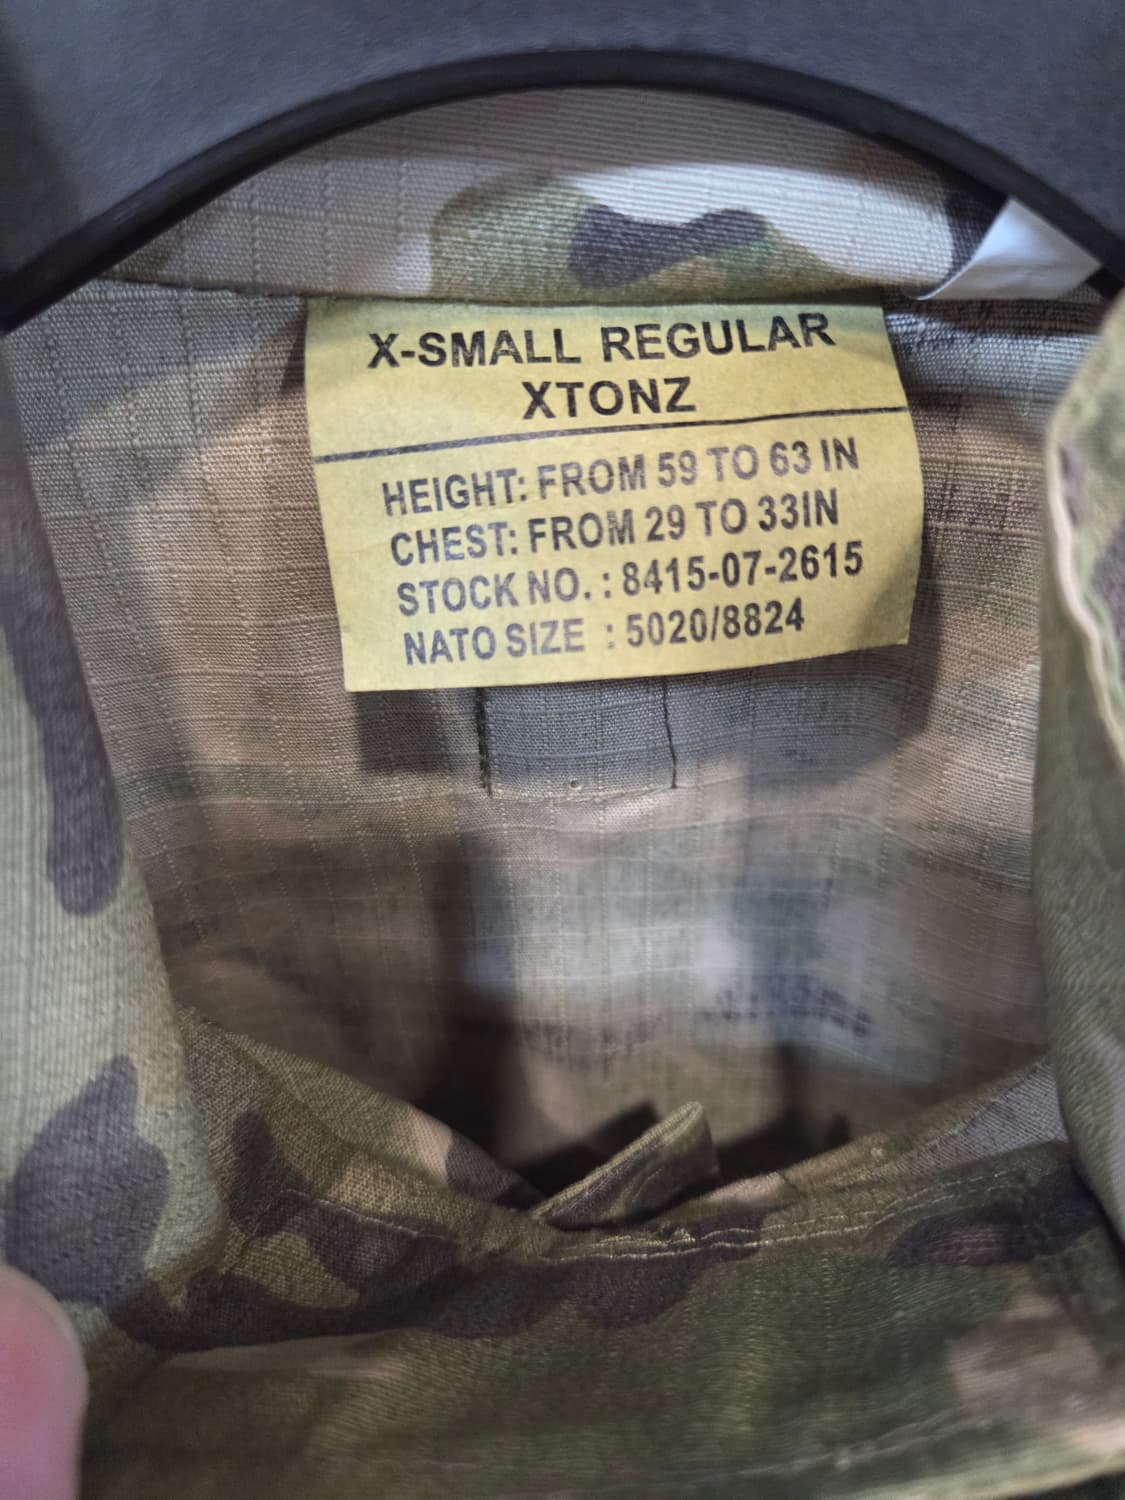 X-SMALL REGULAR
XTONZ
HEIGHT: FROM 59 TO 63 IN
CHEST: FROM 29 TO 33IN
STOCK NO. : 8415-07-2615
NATO SIZE : 5020/8824